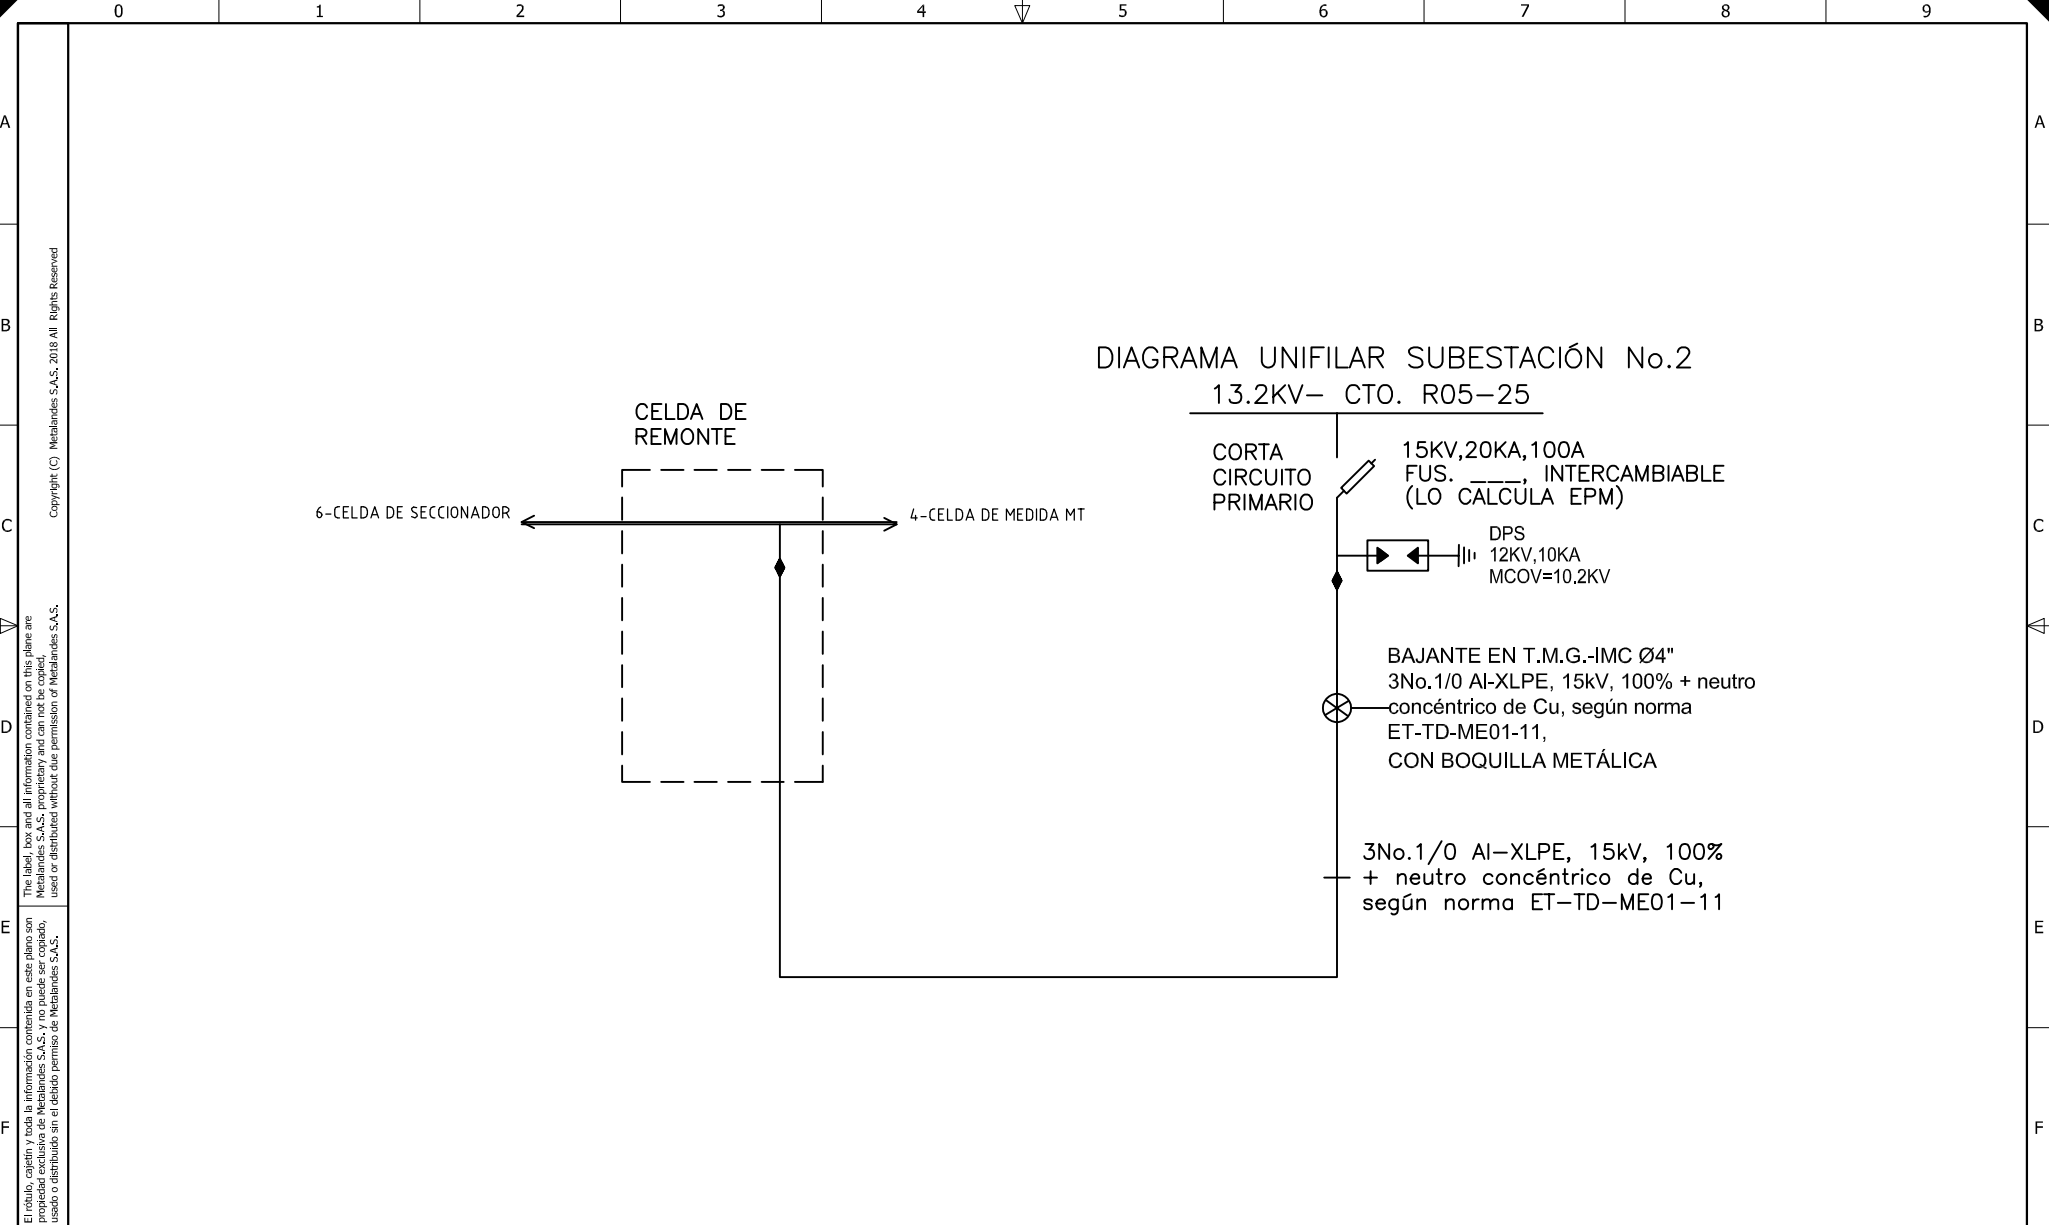 0 1 2 3 4 5 6 7 8 9
A A
B B
C C
D D
E E
F F
Copyright (C) Metalandes S.A.S. 2018 All Rights Reserved
The label, box and all information contained on this plane are
Metalandes S.A.S. proprietary and can not be copied,
used or distributed without due permission of Metalandes S.A.S.
El rótulo, cajetín y toda la información contenida en este plano son
propiedad exclusiva de Metalandes S.A.S. y no puede ser copiado,
usado o distribuido sin el debido permiso de Metalandes S.A.S.
CELDA DE
REMONTE
6-CELDA DE SECCIONADOR
4-CELDA DE MEDIDA MT
DIAGRAMA UNIFILAR SUBESTACIÓN No.2
13.2KV- CTO. R05-25
CORTA
CIRCUITO
PRIMARIO
15KV,20KA,100A
FUS. ___, INTERCAMBIABLE
(LO CALCULA EPM)
DPS
12KV,10KA
MCOV=10.2KV
BAJANTE EN T.M.G.-IMC Ø4"
3No.1/0 Al-XLPE, 15kV, 100% + neutro
concéntrico de Cu, según norma
ET-TD-ME01-11,
CON BOQUILLA METÁLICA
3No.1/0 Al-XLPE, 15kV, 100%
+ neutro concéntrico de Cu,
según norma ET-TD-ME01-11